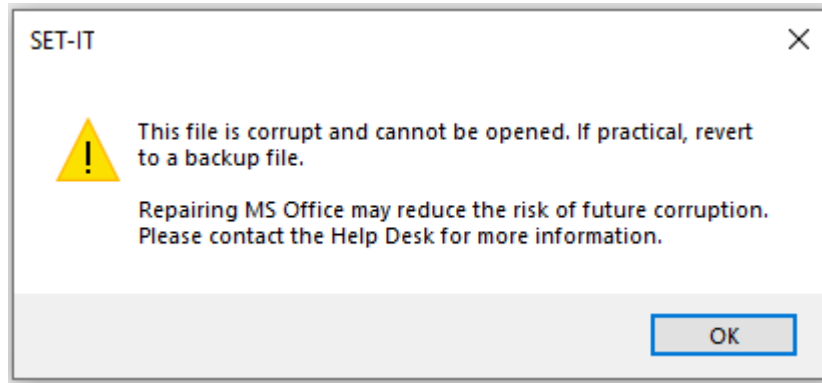 SET-IT
This file is corrupt and cannot be opened. If practical, revert
to a backup file.
Repairing MS Office may reduce the risk of future corruption.
Please contact the Help Desk for more information.
OK